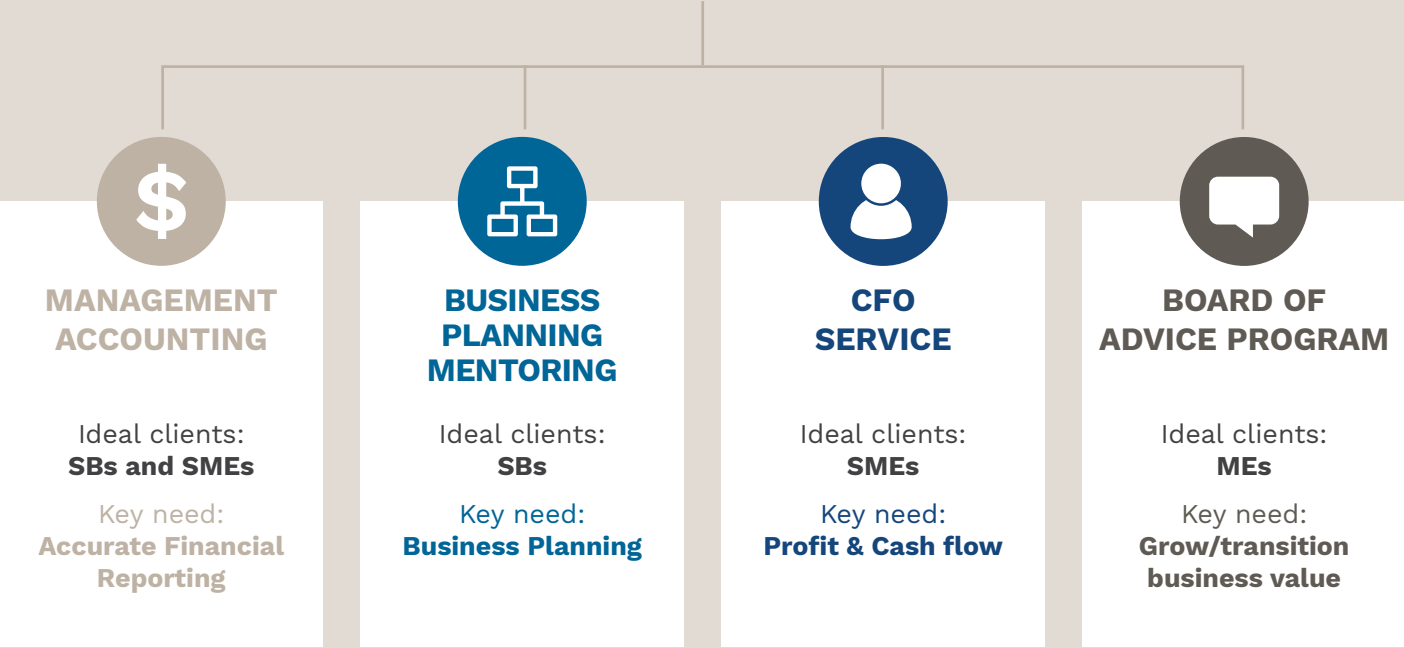 $
MANAGEMENT
ACCOUNTING
Ideal clients:
SBs and SMEs
Key need:
Accurate Financial
Reporting
BUSINESS
PLANNING
MENTORING
Ideal clients:
SBs
Key need:
Business Planning
CFO
SERVICE
Ideal clients:
SMEs
Key need:
Profit & Cash flow
BOARD OF
ADVICE PROGRAM
Ideal clients:
MEs
Key need:
Grow/transition
business value